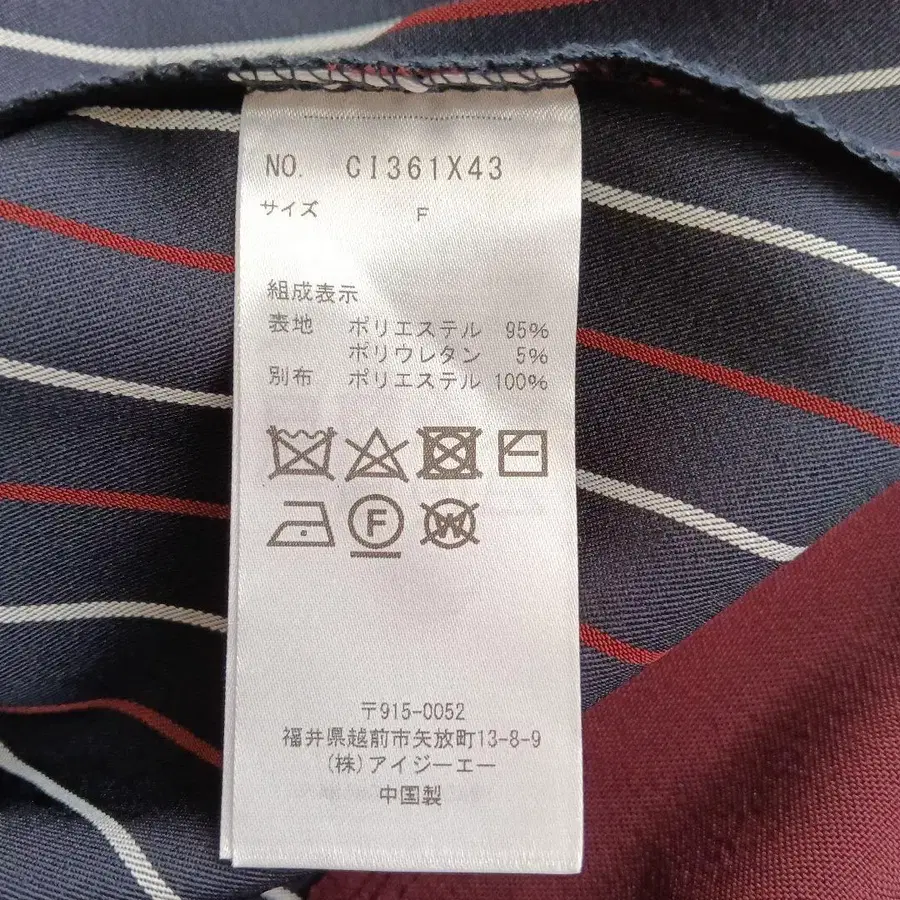 NO. CI361X43
サイズ F
組成表示
表地 ポリエステル 95%
ポリウレタン 5%
別布 ポリエステル 100%
F
W
〒915-0052
福井県越前市矢放町13-8-9
(株)アイジーエー
中国製